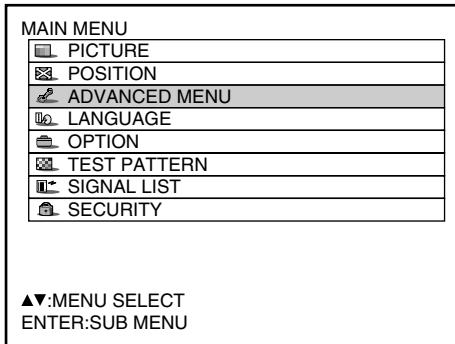 MAIN MENU
PICTURE
POSITION
ADVANCED MENU
LANGUAGE
OPTION
TEST PATTERN
SIGNAL LIST
SECURITY
▲▼:MENU SELECT
ENTER:SUB MENU